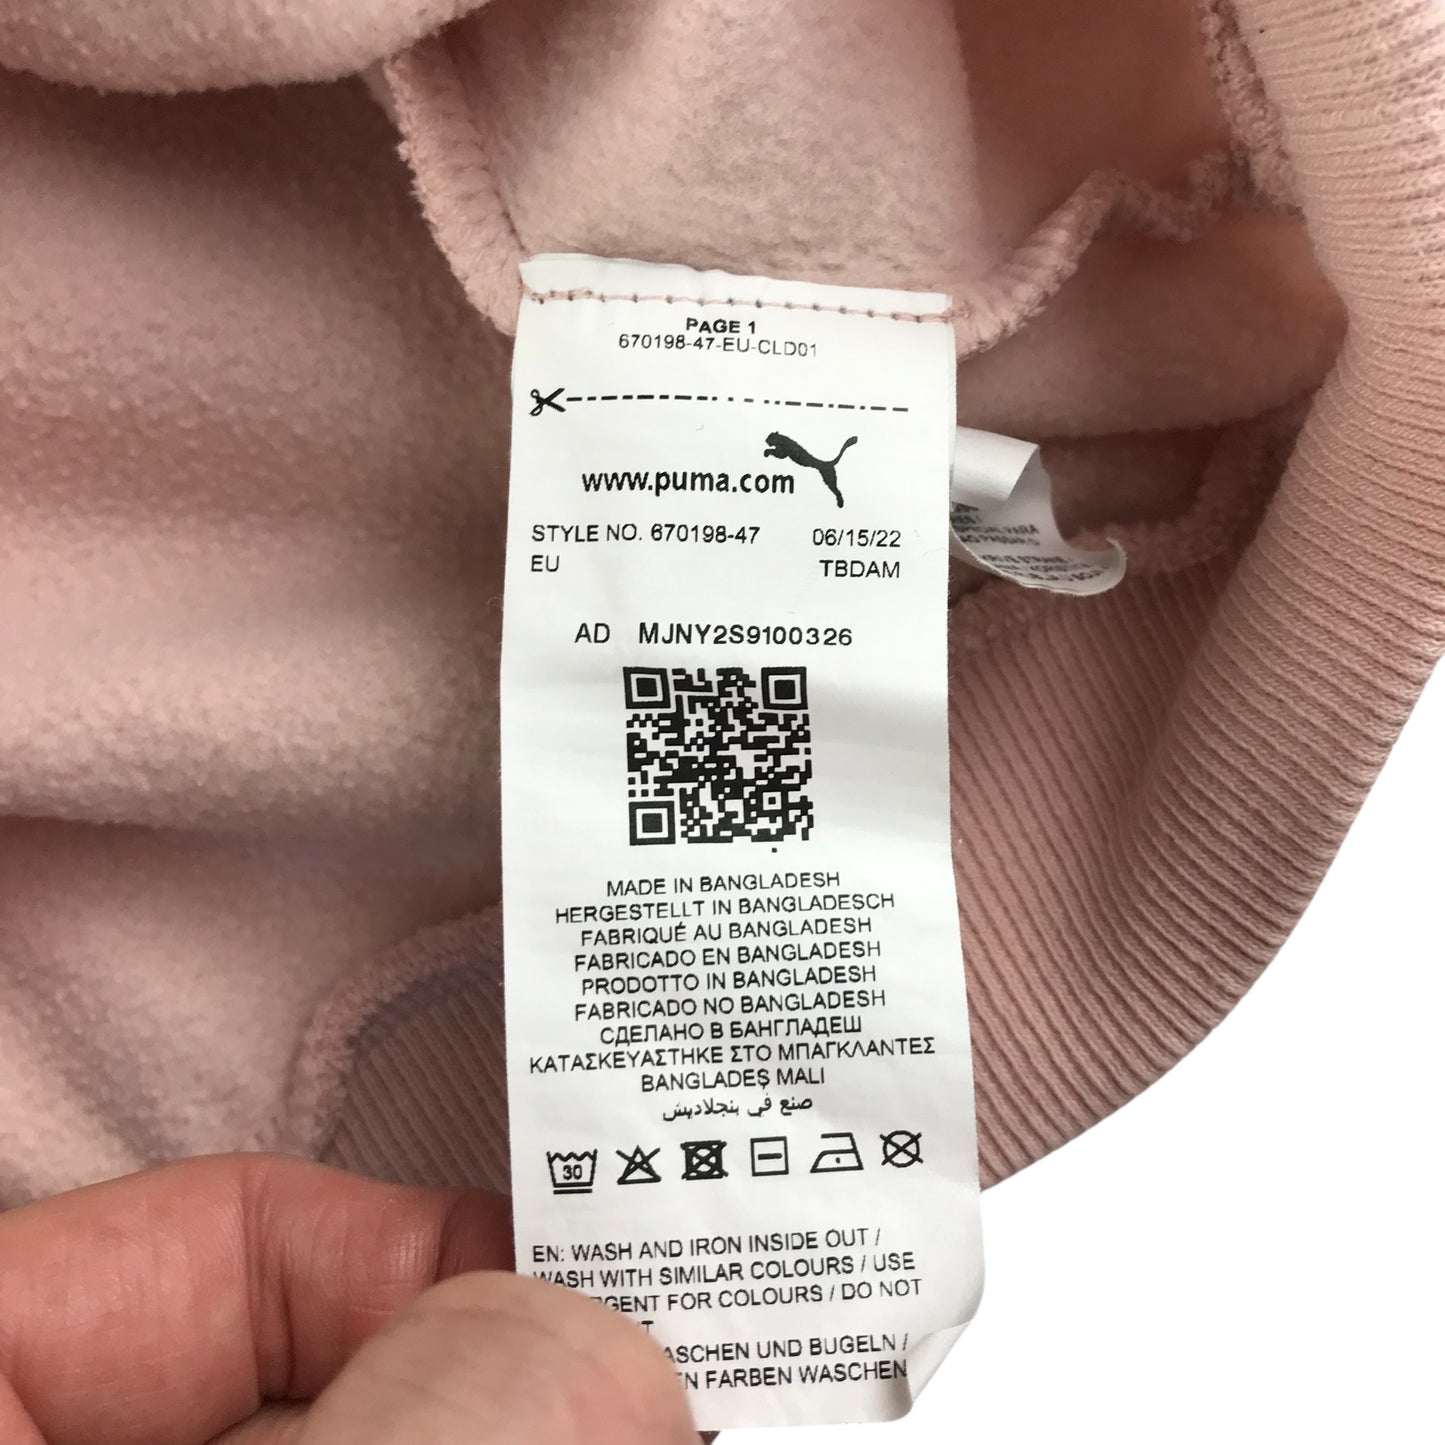 PAGE 1
670198-47-EU-CLD01
www.puma.com
STYLE NO. 670198-47 06/15/22
EU TBDAM
AD MJNY2S9100326
MADE IN BANGLADESH
HERGESTELLT IN BANGLADESCH
FABRIQUÉ AU BANGLADESH
FABRICADO EN BANGLADESH
PRODOTTO IN BANGLADESH
FABRICADO NO BANGLADESH
СДЕЛАНО В БАНГЛАДЕШ
ΚΑΤΑΣΚΕΥΑΣΤΗΚΕ ΣΤΟ ΜΠΑΓΚΛΑΝΤΕΣ
BANGLADEŞ MALI
صنع في بنجلاديش
30
EN: WASH AND IRON INSIDE OUT /
WASH WITH SIMILAR COLOURS / USE
FOR COLOURS / DO NOT
UND BUGELN /
FARBEN WASCHEN
PARA